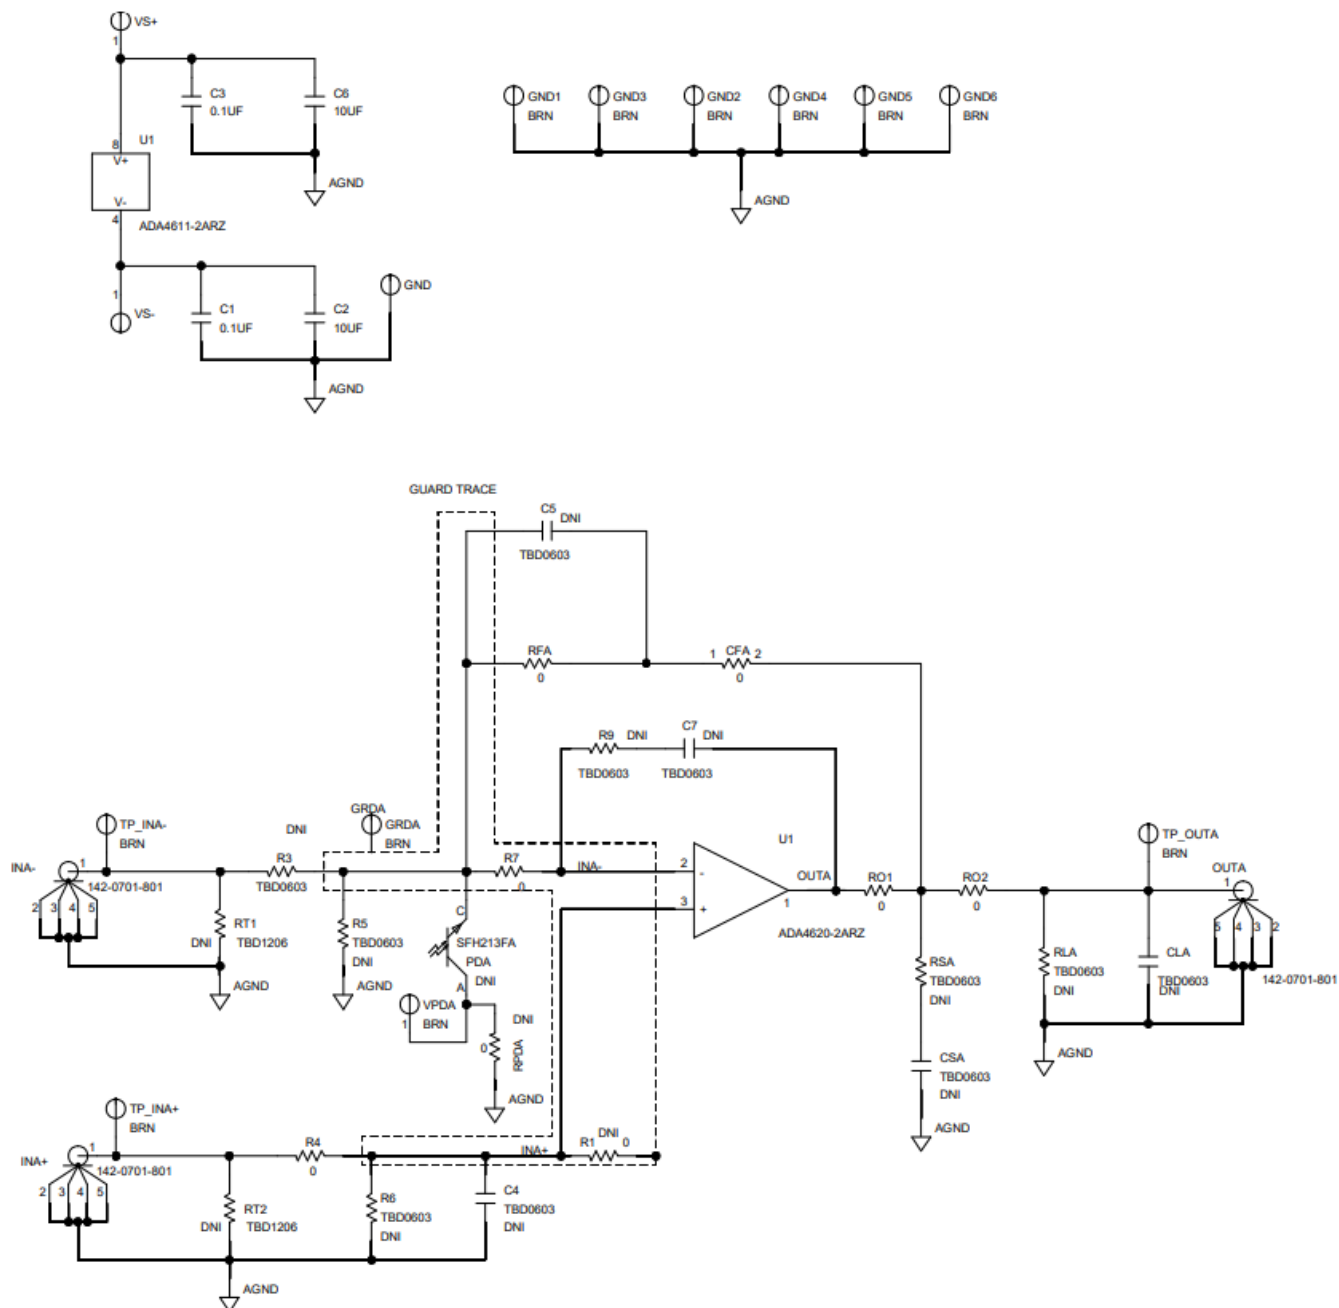 VS+
1
C3
0.1UF
C6
10UF
U1
8
V+
V-
4
ADA4611-2ARZ
AGND
GND1
BRN
GND3
BRN
GND2
BRN
GND4
BRN
GND5
BRN
GND6
BRN
AGND
1
VS-
C1
0.1UF
C2
10UF
GND
AGND
GUARD TRACE
C5
DNI
TBD0603
RFA
0
1
CFA
2
0
R9
DNI
TBD0603
C7
DNI
TBD0603
GRDA
GRDA
BRN
TP_INA-
BRN
INA-
1
142-0701-801
2
3
4
5
DNI
R3
TBD0603
RT1
DNI
TBD1206
AGND
R5
TBD0603
DNI
AGND
R7
0
INA-
C
SFH213FA
PDA
DNI
A
VPDA
1
BRN
DNI
0
RPDA
AGND
U1
2
-
3
+
OUTA
1
ADA4620-2ARZ
RO1
0
RO2
0
RSA
TBD0603
DNI
CSA
TBD0603
DNI
AGND
TP_OUTA
BRN
OUTA
1
5
4
3
2
142-0701-801
RLA
TBD0603
DNI
CLA
TBD0603
DNI
AGND
TP_INA+
BRN
INA+
1
142-0701-801
2
3
4
5
R4
0
RT2
DNI
TBD1206
AGND
R6
TBD0603
DNI
C4
TBD0603
DNI
INA+
R1
DNI
0